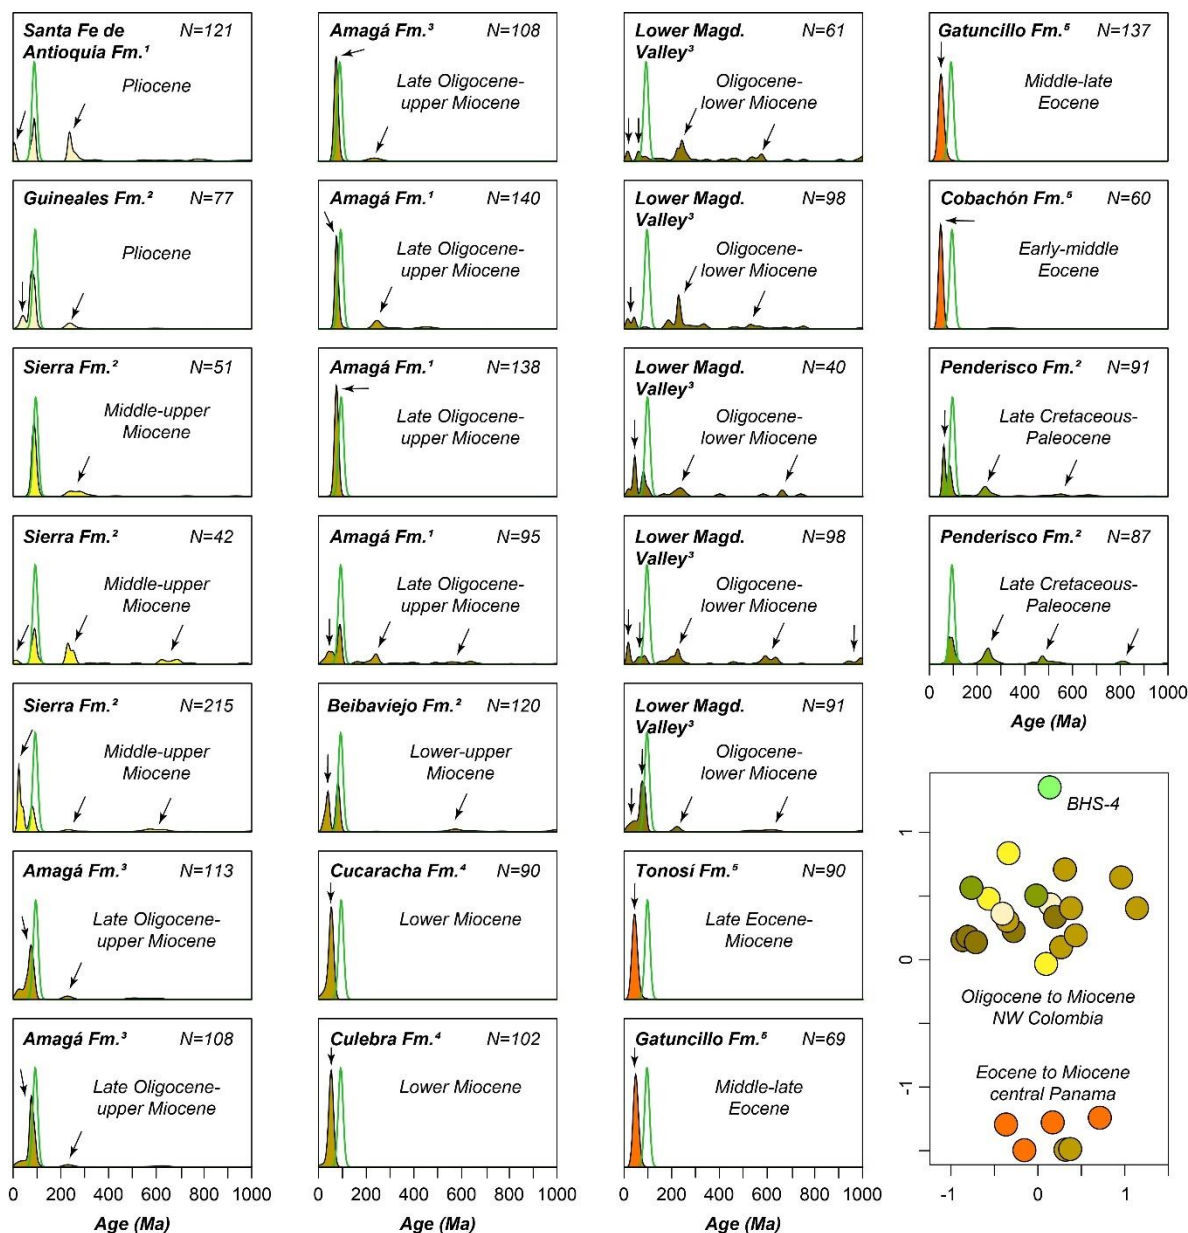 Santa Fe de N=121
Antioquia Fm.¹
Pliocene
Guineales Fm.² N=77
Pliocene
Sierra Fm.² N=51
Middle-upper
Miocene
Sierra Fm.² N=42
Middle-upper
Miocene
Sierra Fm.² N=215
Middle-upper
Miocene
Amagá Fm.³ N=113
Late Oligocene-
upper Miocene
Amagá Fm.³ N=108
Late Oligocene-
upper Miocene
0 200 400 600 800 1000
Age (Ma)
Amagá Fm.³ N=108
Late Oligocene-
upper Miocene
Amagá Fm.¹ N=140
Late Oligocene-
upper Miocene
Amagá Fm.¹ N=138
Late Oligocene-
upper Miocene
Amagá Fm.¹ N=95
Late Oligocene-
upper Miocene
Beibaviejo Fm.² N=120
Lower-upper
Miocene
Cucaracha Fm.⁴ N=90
Lower Miocene
Culebra Fm.⁴ N=102
Lower Miocene
0 200 400 600 800 1000
Age (Ma)
Lower Magd. N=61
Valley³
Oligocene-
lower Miocene
Lower Magd. N=98
Valley³
Oligocene-
lower Miocene
Lower Magd. N=40
Valley³
Oligocene-
lower Miocene
Lower Magd. N=98
Valley³
Oligocene-
lower Miocene
Lower Magd. N=91
Valley³
Oligocene-
lower Miocene
Tonosí Fm.⁵ N=90
Late Eocene-
Miocene
Gatuncillo Fm.⁵ N=69
Middle-late
Eocene
0 200 400 600 800 1000
Age (Ma)
Gatuncillo Fm.⁵ N=137
Middle-late
Eocene
Cobachón Fm.⁵ N=60
Early-middle
Eocene
Penderisco Fm.² N=91
Late Cretaceous-
Paleocene
Penderisco Fm.² N=87
Late Cretaceous-
Paleocene
0 200 400 600 800 1000
Age (Ma)
BHS-4
1
0
Oligocene to Miocene
NW Colombia
-1
Eocene to Miocene
central Panama
-1 0 1